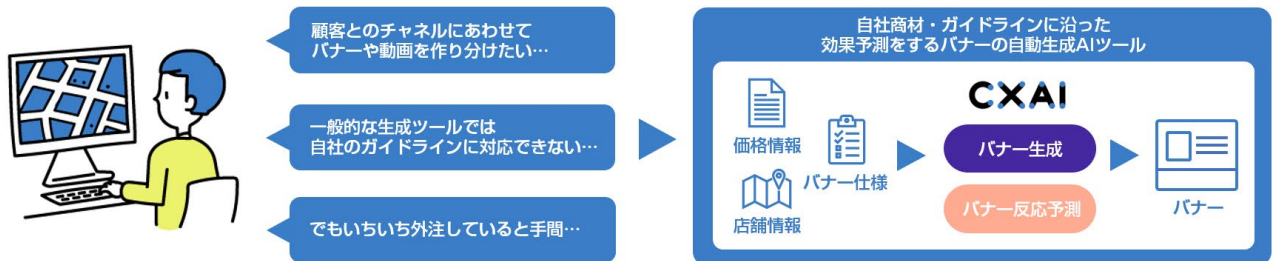 顧客とのチャネルにあわせて
バナーや動画を作り分けたい…
一般的な生成ツールでは
自社のガイドラインに対応できない…
でもいちいち外注していると手間…
自社商材・ガイドラインに沿った
効果予測をするバナーの自動生成AIツール
価格情報
店舗情報
バナー仕様
CXAI
バナー生成
バナー反応予測
バナー